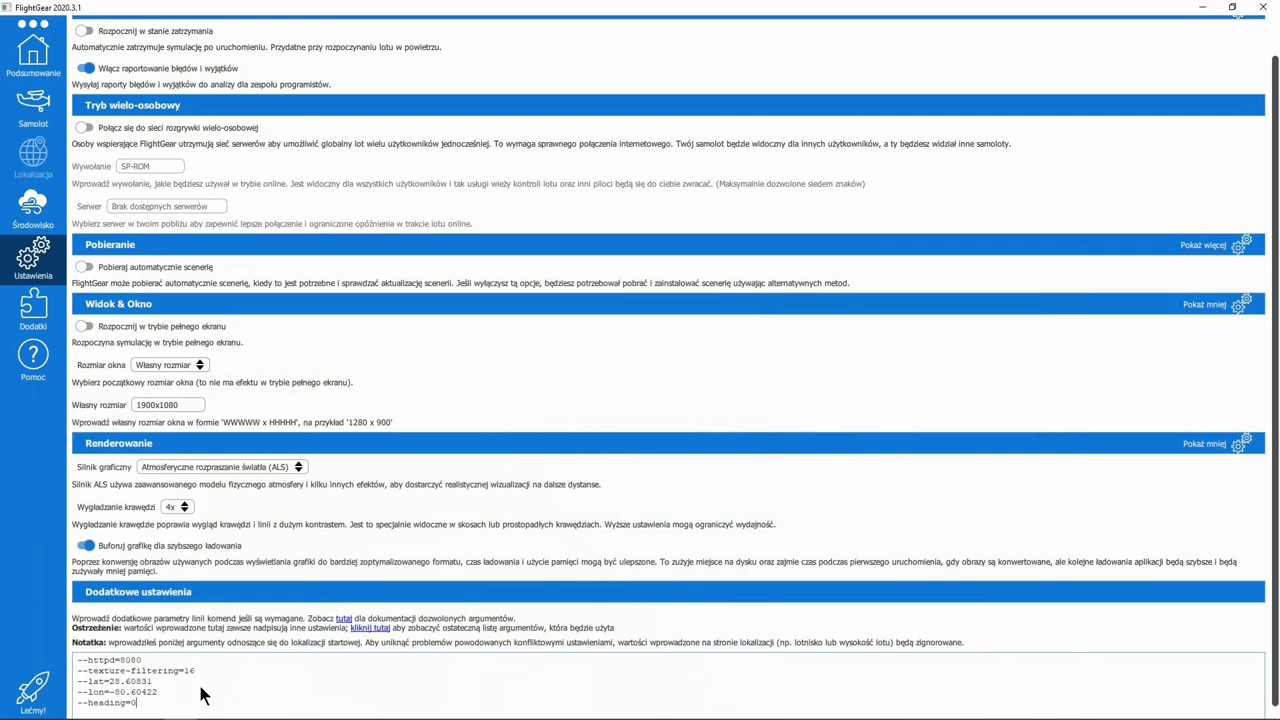 FlightGear 2020.3.1
Rozpocznij w stanie zatrzymania
Automatycznie zatrzymuje symulację po uruchomieniu. Przydatne przy rozpoczynaniu lotu w powietrzu.
Włącz raportowanie błędów i wyjątków
Wysyłaj raporty błędów i wyjątków do analizy dla zespołu programistów.
Tryb wielo-osobowy
Połącz się do sieci rozgrywki wielo-osobowej
Osoby wspierające FlightGear utrzymują sieć serwerów aby umożliwić globalny lot wielu użytkowników jednocześniej. To wymaga sprawnego połączenia internetowego. Twój samolot będzie widoczny dla innych użytkowników, a ty będziesz widział inne samoloty.
Wywołanie SP-ROM
Wprowadź wywołanie, jakie będziesz używał w trybie online. Jest widoczny dla wszystkich użytkowników i tak usługi wieży kontroli lotu oraz inni piloci będą się do ciebie zwracać. (Maksymalnie dozwolone siedem znaków)
Serwer Brak dostępnych serwerów
Wybierz serwer w twoim pobliżu aby zapewnić lepsze połączenie i ograniczone opóźnienia w trakcie lotu online.
Pobieranie Pokaż więcej
Pobieraj automatycznie scenerię
FlightGear może pobierać automatycznie scenerię, kiedy to jest potrzebne i sprawdzać aktualizację scenerii. Jeśli wyłączysz tą opcje, będziesz potrzebował pobrać i zainstalować scenerię używając alternatywnych metod.
Widok & Okno Pokaż mniej
Rozpocznij w trybie pełnego ekranu
Rozpoczyna symulację w trybie pełnego ekranu.
Rozmiar okna Własny rozmiar
Wybierz początkowy rozmiar okna (to nie ma efektu w trybie pełnego ekranu).
Własny rozmiar 1900x1080
Wprowadź własny rozmiar okna w formie 'WWWWW x HHHHH', na przykład '1280 x 900'
Renderowanie Pokaż mniej
Silnik graficzny Atmosferyczne rozpraszanie światła (ALS)
Silnik ALS używa zaawansowanego modelu fizycznego atmosfery i kilku innych efektów, aby dostarczyć realistycznej wizualizacji na dalsze dystanse.
Wygładzanie krawędzi 4x
Wygładzanie krawędzie poprawia wygląd krawędzi i linii z dużym kontrastem. Jest to specjalnie widoczne w skosach lub prostopadłych krawędziach. Wyższe ustawienia mogą ograniczyć wydajność.
Buforuj grafikę dla szybszego ładowania
Poprzez konwersję obrazów używanych podczas wyświetlania grafiki do bardziej zoptymalizowanego formatu, czas ładowania i użycie pamięci mogą być ulepszone. To zużyje miejsce na dysku oraz zajmie czas podczas pierwszego uruchomienia, gdy obrazy są konwertowane, ale kolejne ładowania aplikacji będą szybsze i będą
zużywały mniej pamięci.
Dodatkowe ustawienia
Wprowadź dodatkowe parametry linii komend jeśli są wymagane. Zobacz tutaj dla dokumentacji dozwolonych argumentów.
Ostrzeżenie: wartości wprowadzone tutaj zawsze nadpisują inne ustawienia; kliknij tutaj aby zobaczyć ostateczną listę argumentów, która będzie użyta
Notatka: wprowadziłeś poniżej argumenty odnoszące się do lokalizacji startowej. Aby uniknąć problemów powodowanych konfliktowymi ustawieniami, wartości wprowadzone na stronie lokalizacji (np. lotnisko lub wysokość lotu) będą zignorowane.
--httpd=8080
--texture-filtering=16
--lat=28.60831
--lon=-80.60422
--heading=0
Podsumowanie
Samolot
Lokalizacja
Środowisko
Ustawienia
Dodatki
?
Pomoc
Lećmy!